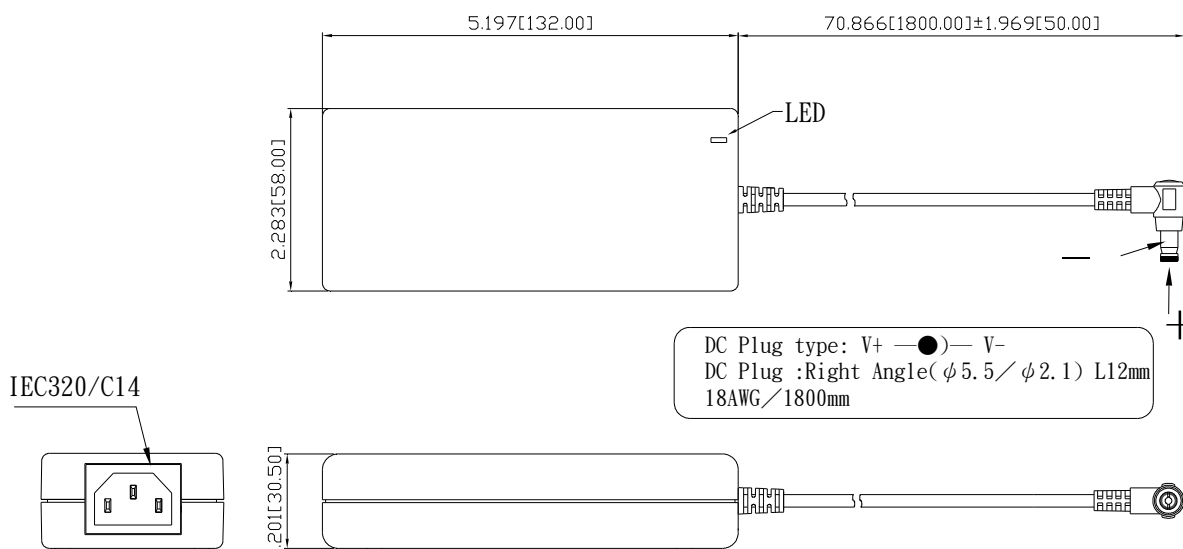 5.197[132.00]
70.866[1800.00]±1.969[50.00]
LED
2.283[58.00]
—
+
DC Plug type: V+ —●)— V-
DC Plug :Right Angle(φ5.5/φ2.1) L12mm
18AWG/1800mm
IEC320/C14
.201[30.50]